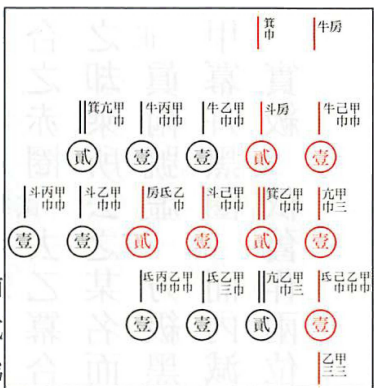 房牛
箕巾
甲巾己巾牛
房斗
甲巾乙巾牛
甲巾丙巾牛
甲巾亢箕
壹
貳
壹
壹
貳
甲三亢巾
甲巾乙巾箕
甲巾己巾斗
乙巾氐房
甲巾乙巾斗
甲巾丙巾斗
壹
壹
壹
貳
壹
壹
甲巾乙巾己巾氐
甲三乙巾亢
甲巾乙三氐
甲巾乙巾丙巾氐
壹
貳
壹
壹
甲三乙三